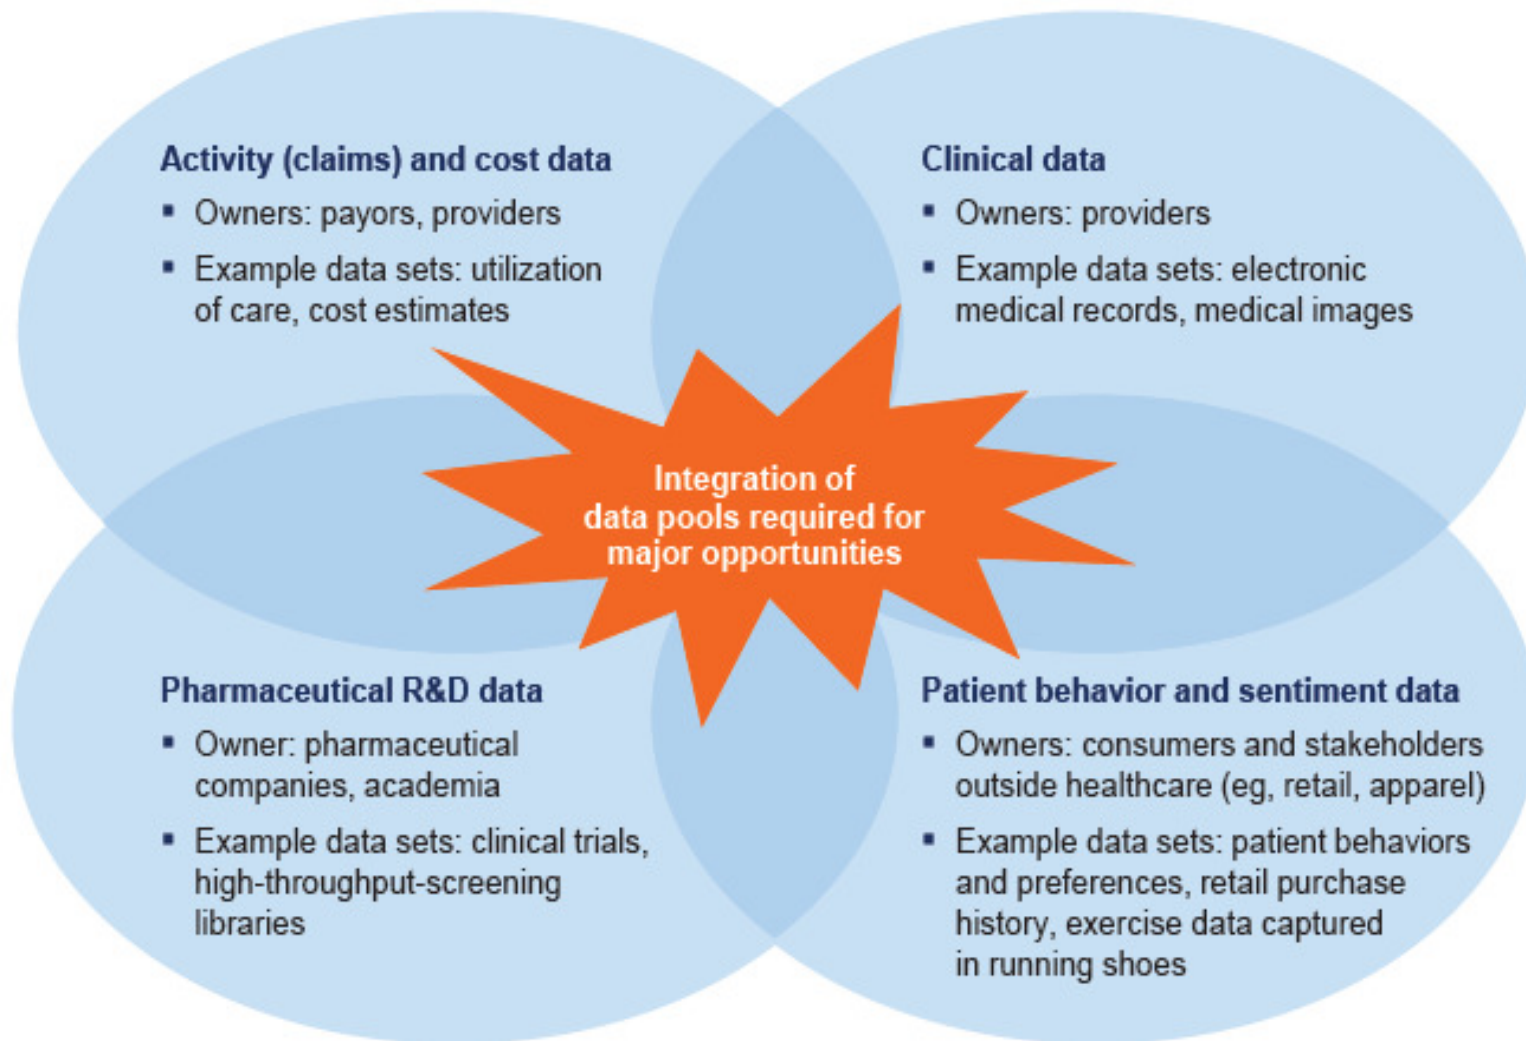 Activity (claims) and cost data
▪ Owners: payors, providers
▪ Example data sets: utilization
of care, cost estimates
Clinical data
▪ Owners: providers
▪ Example data sets: electronic
medical records, medical images
Integration of
data pools required for
major opportunities
Pharmaceutical R&D data
▪ Owner: pharmaceutical
companies, academia
▪ Example data sets: clinical trials,
high-throughput-screening
libraries
Patient behavior and sentiment data
▪ Owners: consumers and stakeholders
outside healthcare (eg, retail, apparel)
▪ Example data sets: patient behaviors
and preferences, retail purchase
history, exercise data captured
in running shoes